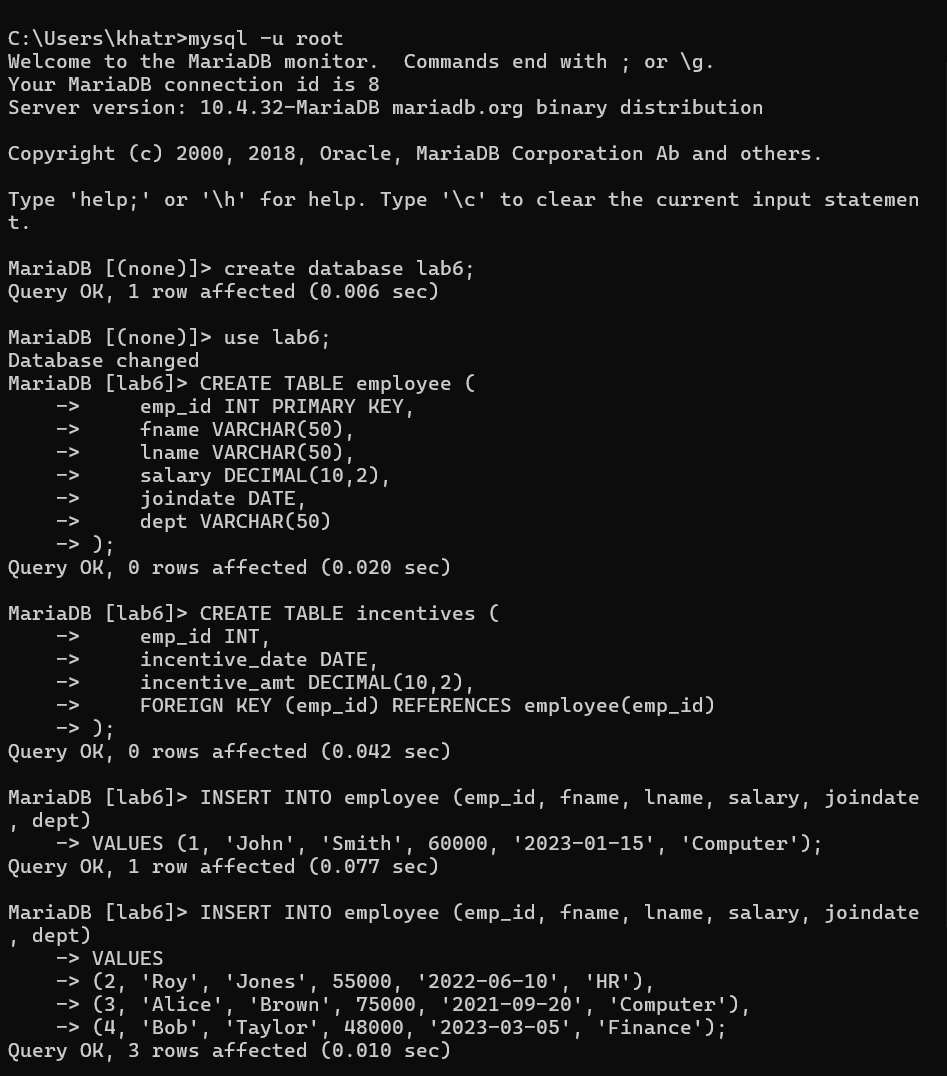 C:\Users\khatr>mysql -u root
Welcome to the MariaDB monitor.  Commands end with ; or \g.
Your MariaDB connection id is 8
Server version: 10.4.32-MariaDB mariadb.org binary distribution

Copyright (c) 2000, 2018, Oracle, MariaDB Corporation Ab and others.

Type 'help;' or '\h' for help. Type '\c' to clear the current input statemen
t.

MariaDB [(none)]> create database lab6;
Query OK, 1 row affected (0.006 sec)

MariaDB [(none)]> use lab6;
Database changed
MariaDB [lab6]> CREATE TABLE employee (
    ->     emp_id INT PRIMARY KEY,
    ->     fname VARCHAR(50),
    ->     lname VARCHAR(50),
    ->     salary DECIMAL(10,2),
    ->     joindate DATE,
    ->     dept VARCHAR(50)
    -> );
Query OK, 0 rows affected (0.020 sec)

MariaDB [lab6]> CREATE TABLE incentives (
    ->     emp_id INT,
    ->     incentive_date DATE,
    ->     incentive_amt DECIMAL(10,2),
    ->     FOREIGN KEY (emp_id) REFERENCES employee(emp_id)
    -> );
Query OK, 0 rows affected (0.042 sec)

MariaDB [lab6]> INSERT INTO employee (emp_id, fname, lname, salary, joindate
, dept)
    -> VALUES (1, 'John', 'Smith', 60000, '2023-01-15', 'Computer');
Query OK, 1 row affected (0.077 sec)

MariaDB [lab6]> INSERT INTO employee (emp_id, fname, lname, salary, joindate
, dept)
    -> VALUES
    -> (2, 'Roy', 'Jones', 55000, '2022-06-10', 'HR'),
    -> (3, 'Alice', 'Brown', 75000, '2021-09-20', 'Computer'),
    -> (4, 'Bob', 'Taylor', 48000, '2023-03-05', 'Finance');
Query OK, 3 rows affected (0.010 sec)